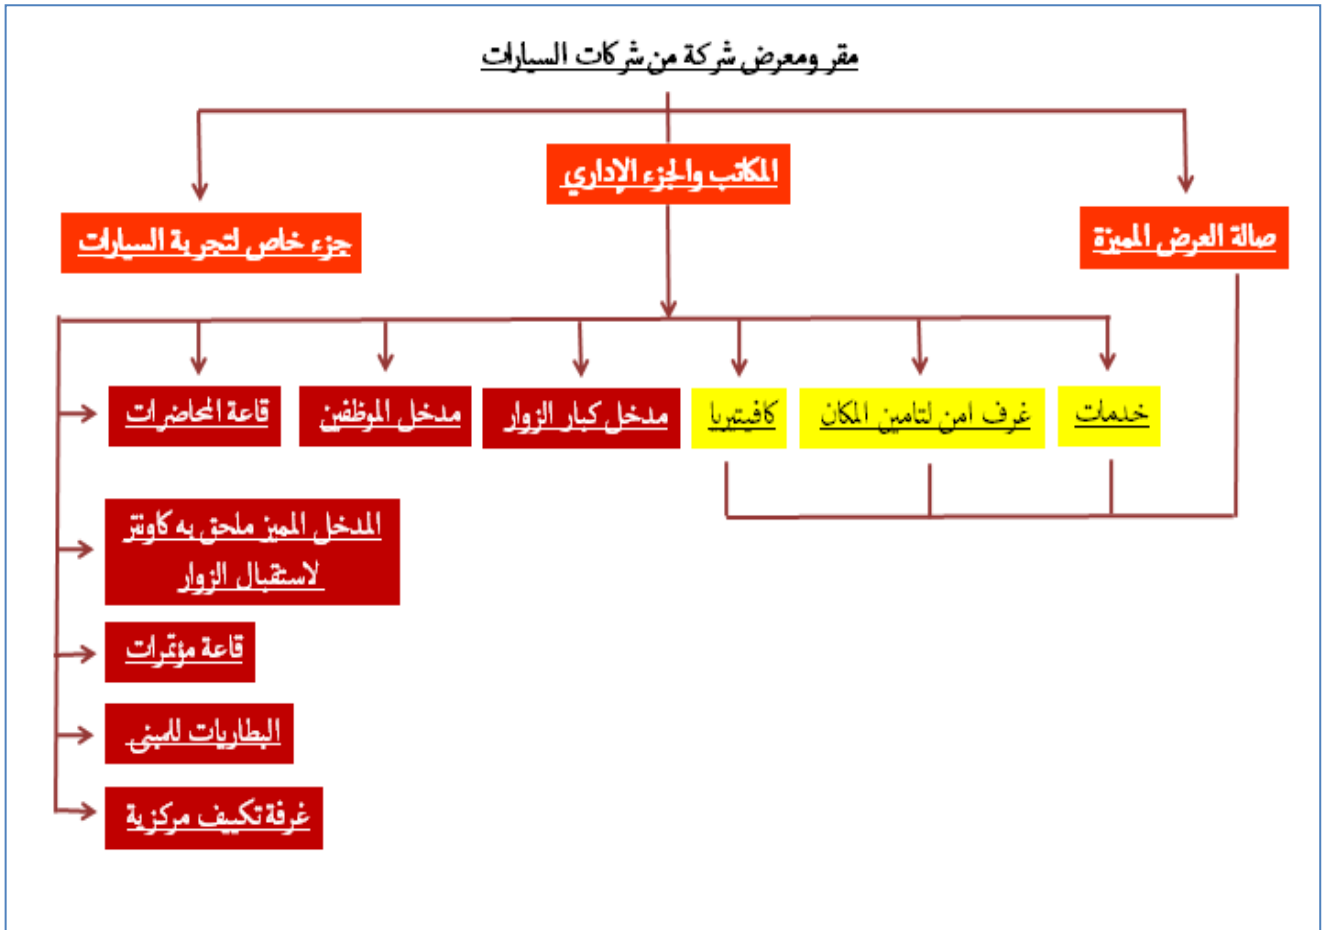 مقر ومعرض شركة من شركات السيارات
المكاتب والجزء الإداري
صالة العرض المميزة
جزء خاص لتجربة السيارات
خدمات
غرف امن لتامين المكان
كافيتيريا
مدخل كبار الزوار
مدخل الموظفين
قاعة المحاضرات
المدخل المميز ملحق به كاونتر
لاستقبال الزوار
قاعة مؤتمرات
البطاريات للمبنى
غرفة تكييف مركزية